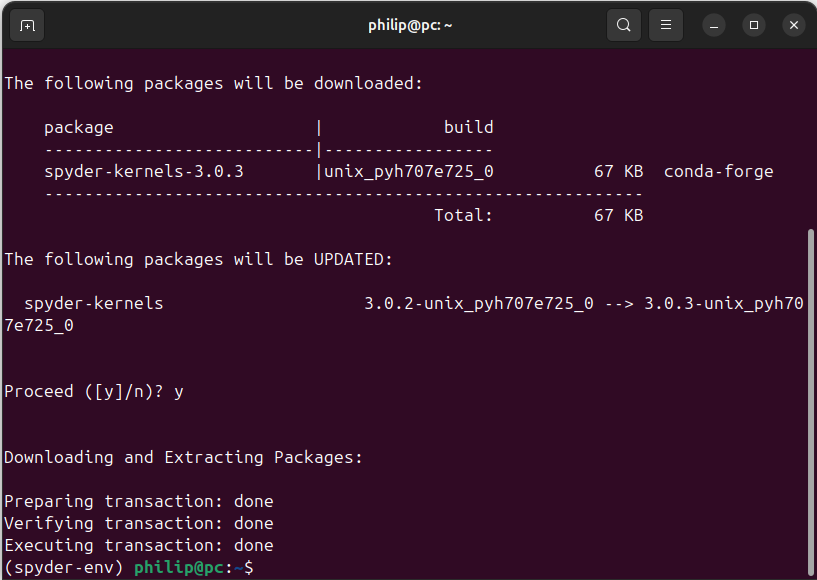 philip@pc: ~
The following packages will be downloaded:
package | build
---------------------------|-----------------
spyder-kernels-3.0.3 |unix_pyh707e725_0 67 KB conda-forge
------------------------------------------------------------
Total: 67 KB
The following packages will be UPDATED:
spyder-kernels 3.0.2-unix_pyh707e725_0 --> 3.0.3-unix_pyh70
7e725_0
Proceed ([y]/n)? y
Downloading and Extracting Packages:
Preparing transaction: done
Verifying transaction: done
Executing transaction: done
(spyder-env) philip@pc:~$